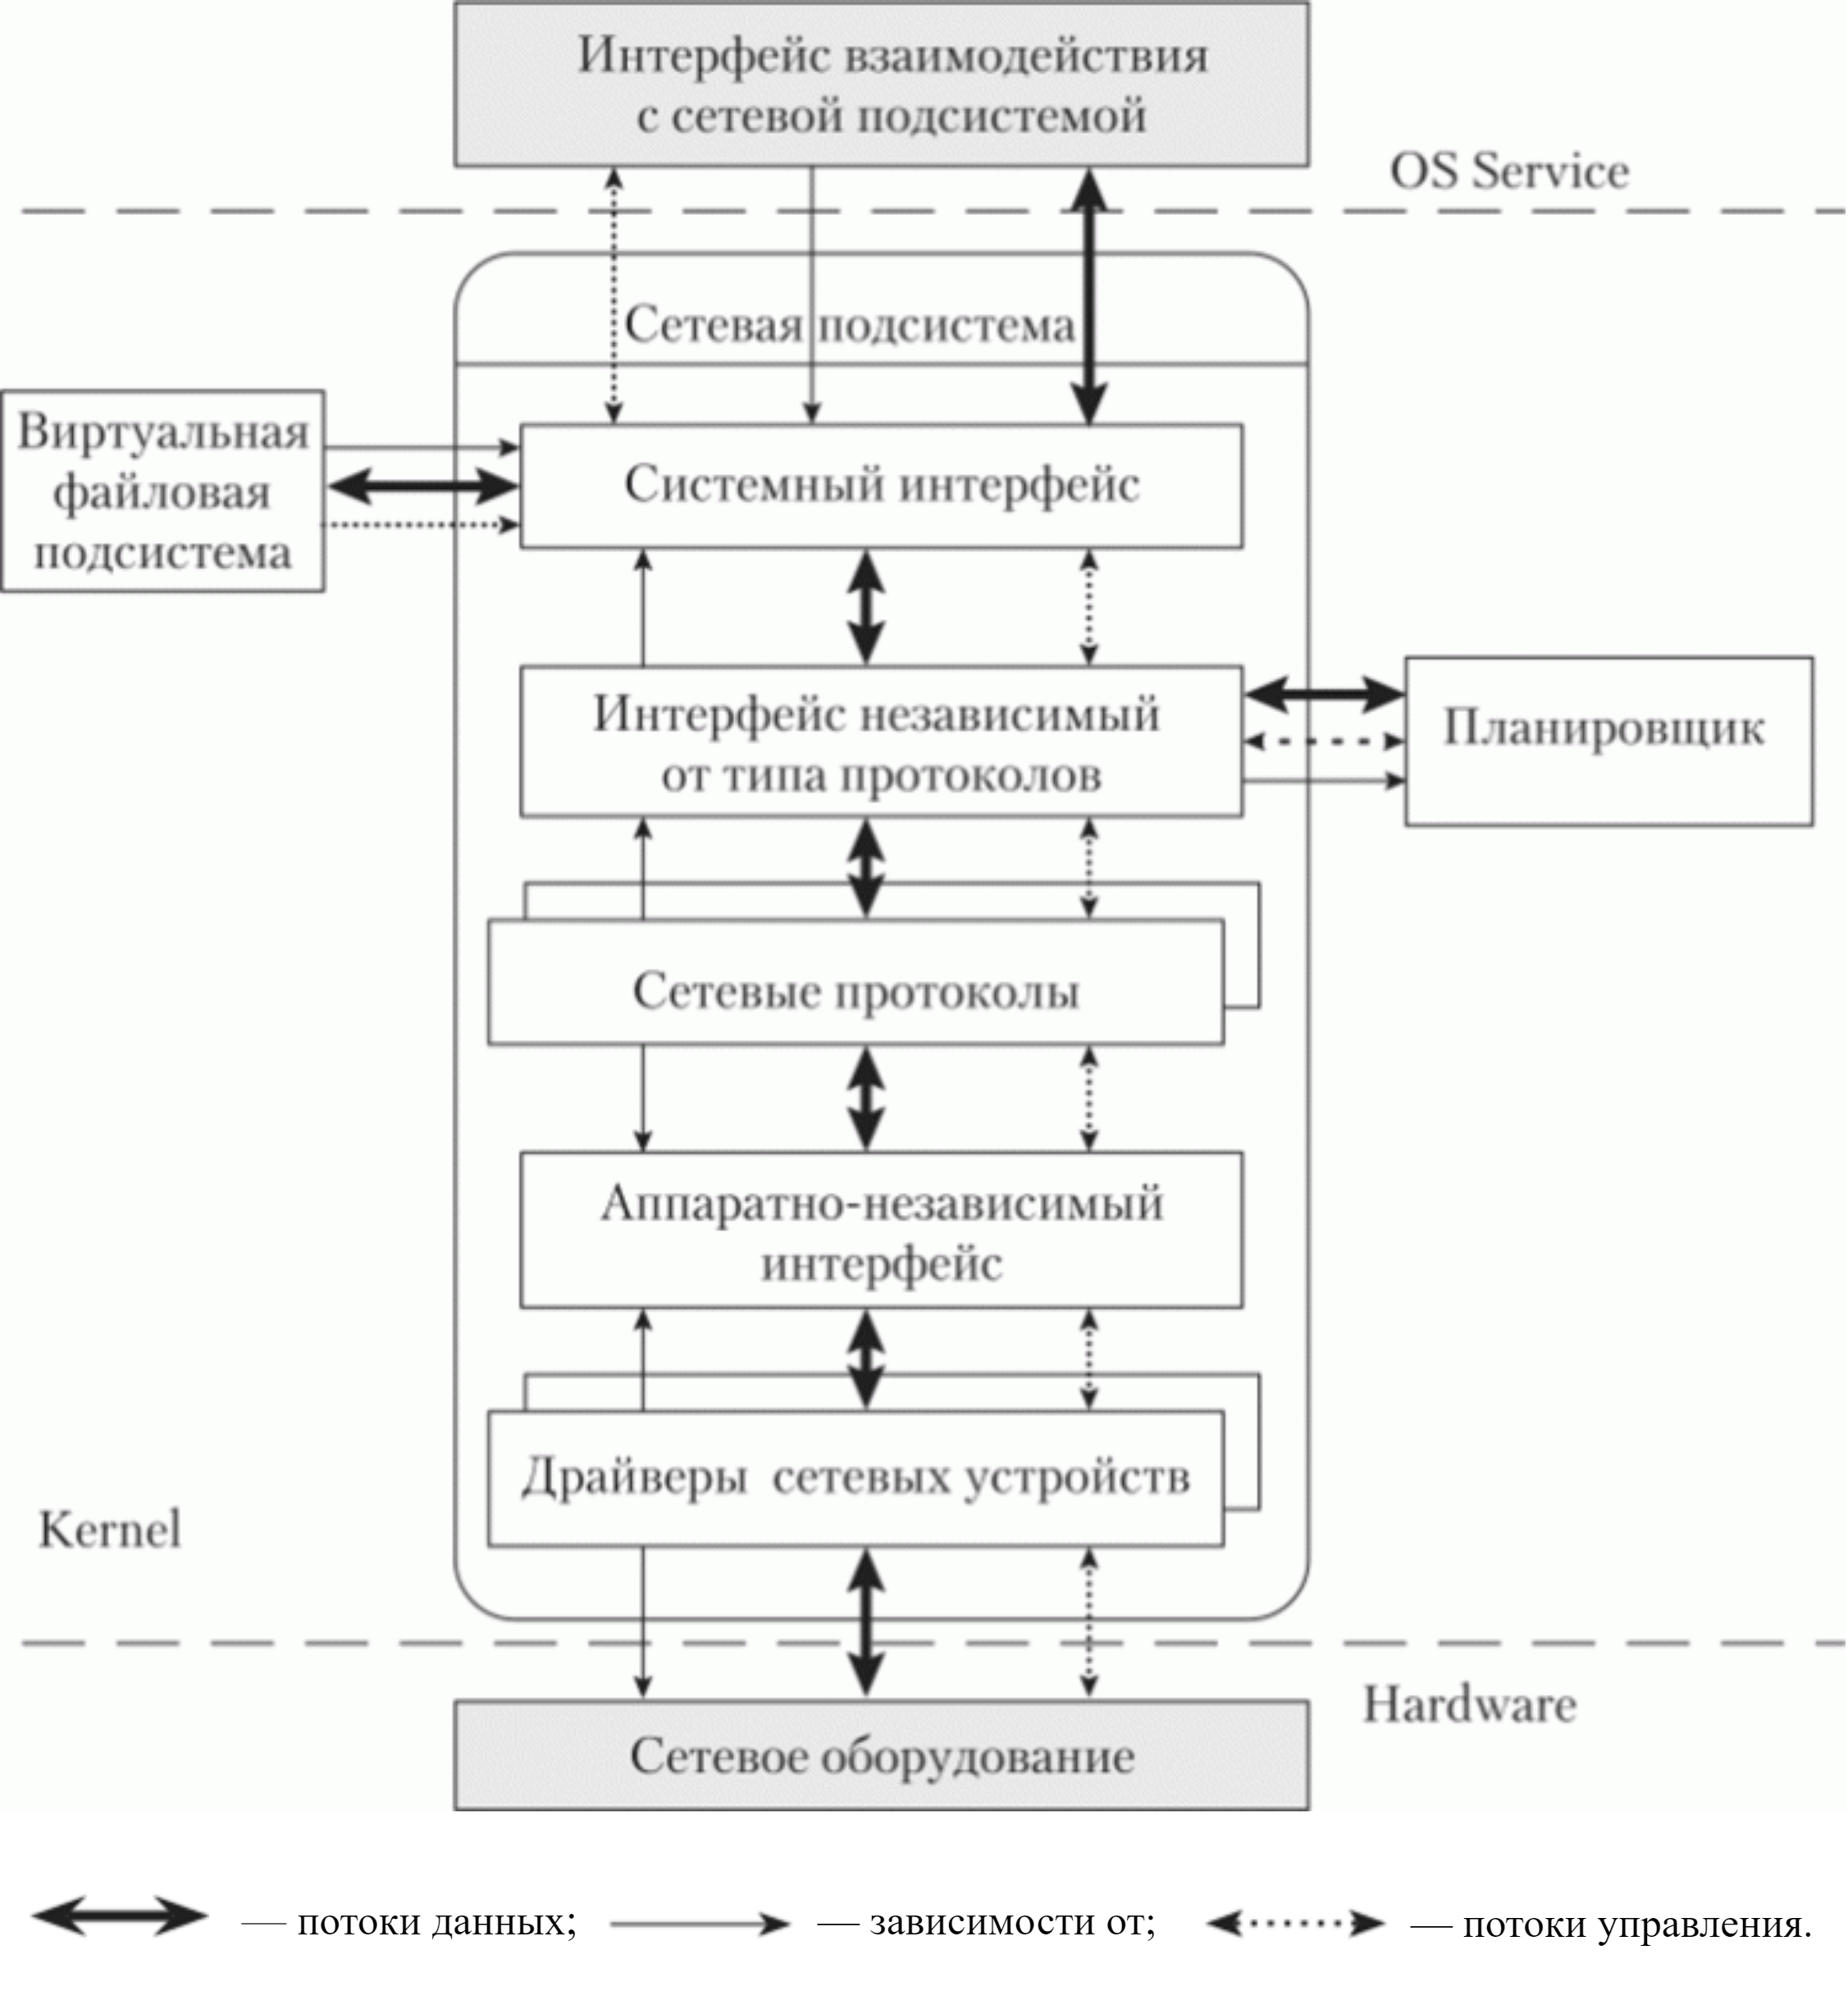 Интерфейс взаимодействия
с сетевой подсистемой
OS Service
Сетевая подсистема
Виртуальная
файловая
подсистема
Системный интерфейс
Интерфейс независимый
от типа протоколов
Планировщик
Сетевые протоколы
Аппаратно-независимый
интерфейс
Драйверы сетевых устройств
Kernel
Hardware
Сетевое оборудование
— потоки данных; — зависимости от; — потоки управления.